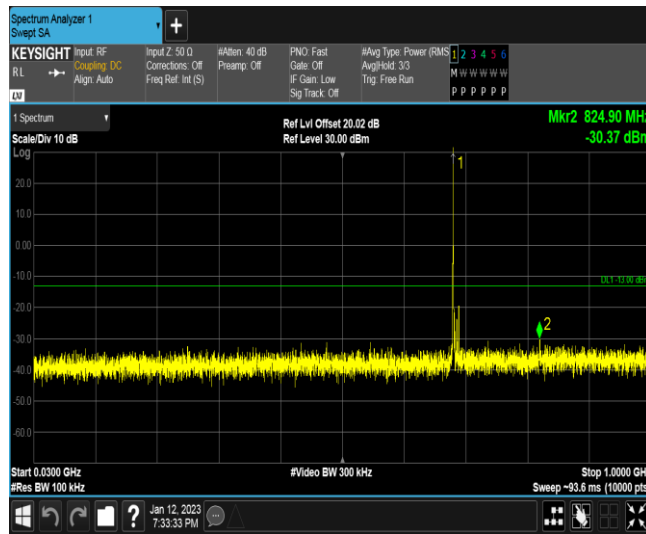 Spectrum Analyzer 1
Swept SA
+
KEYSIGHT
RL
LXI
Input: RF
Coupling: DC
Align: Auto
Input Z: 50 Ω
Corrections: Off
Freq Ref: Int (S)
#Atten: 40 dB
Preamp: Off
PNO: Fast
Gate: Off
IF Gain: Low
Sig Track: Off
#Avg Type: Power (RMS
Avg|Hold: 3/3
Trig: Free Run
1 2 3 4 5 6
M W W W W W
P P P P P P
1 Spectrum
Scale/Div 10 dB
Log
Ref Lvl Offset 20.02 dB
Ref Level 30.00 dBm
Mkr2 824.90 MHz
-30.37 dBm
1
20.0
10.0
0.00
-10.0
DL1 -13.00 dBm
-20.0
2
-30.0
-40.0
-50.0
-60.0
Start 0.0300 GHz
#Res BW 100 kHz
#Video BW 300 kHz
Stop 1.0000 GHz
Sweep ~93.6 ms (10000 pts
?
Jan 12, 2023
7:33:33 PM